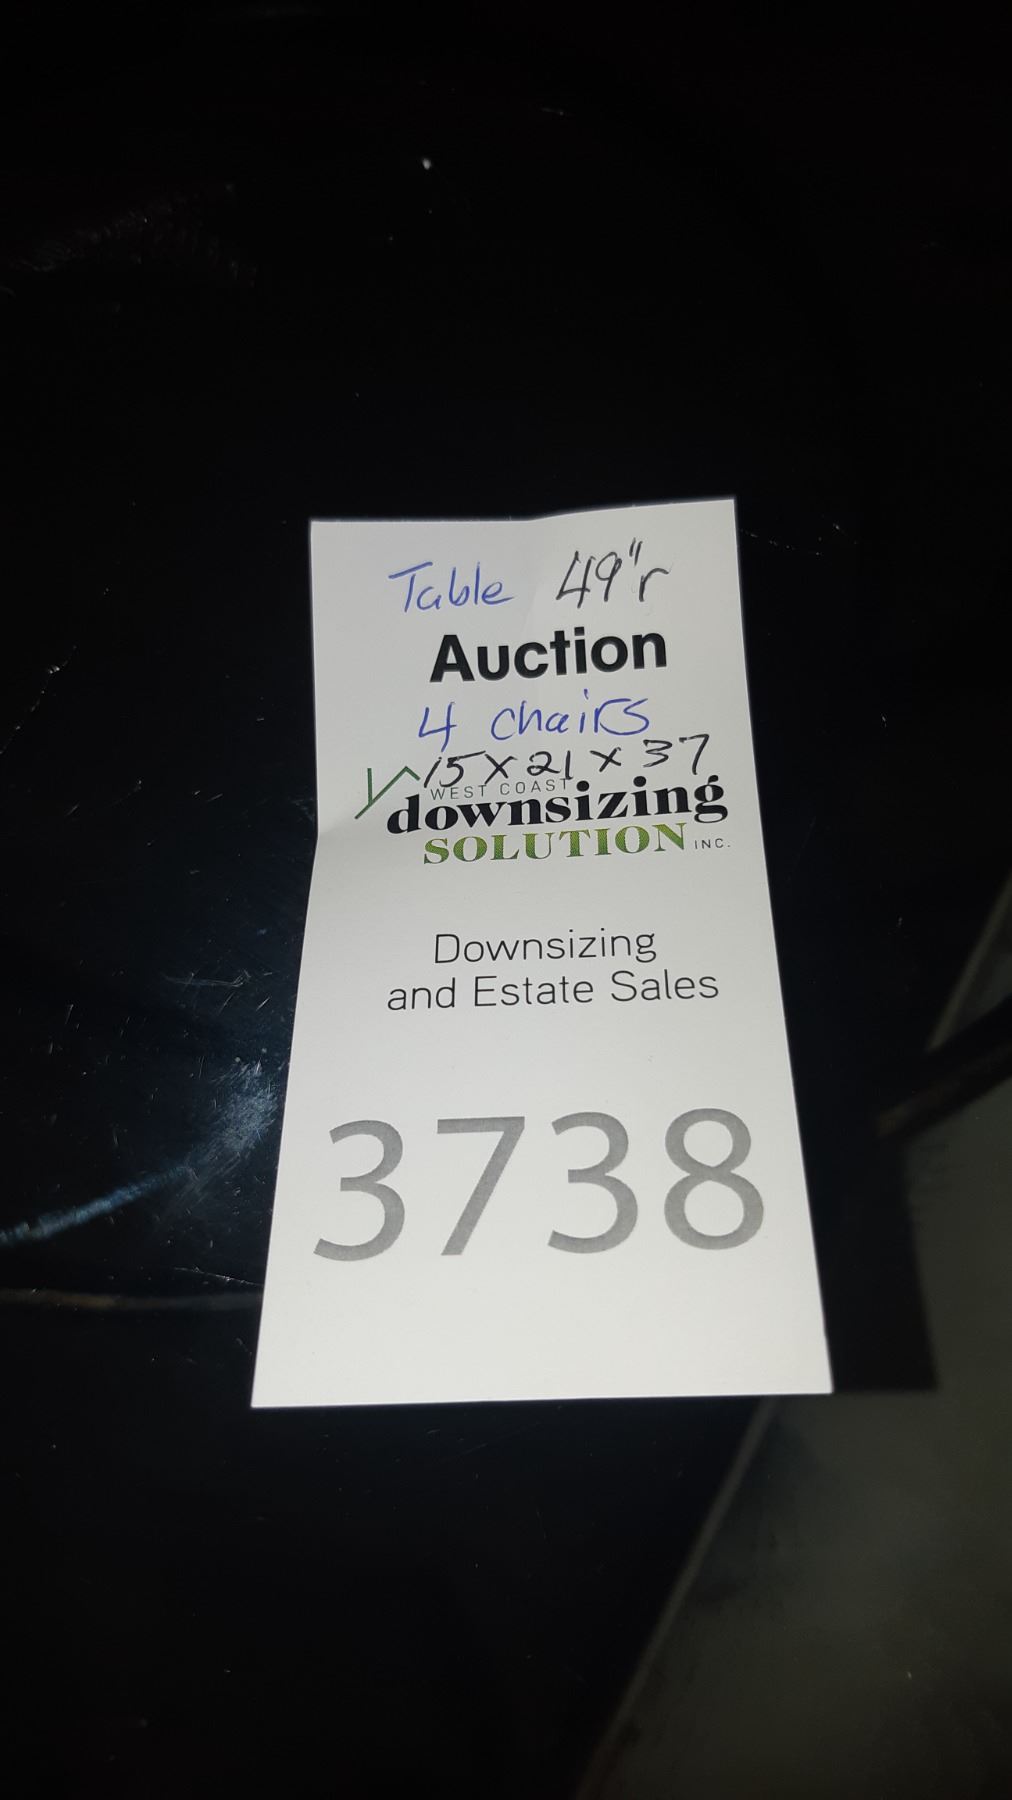 Table 49"r
Auction
4 chairs
15 X 21 x 37
WEST COAST
downsizing
SOLUTION INC.
Downsizing
and Estate Sales
3738